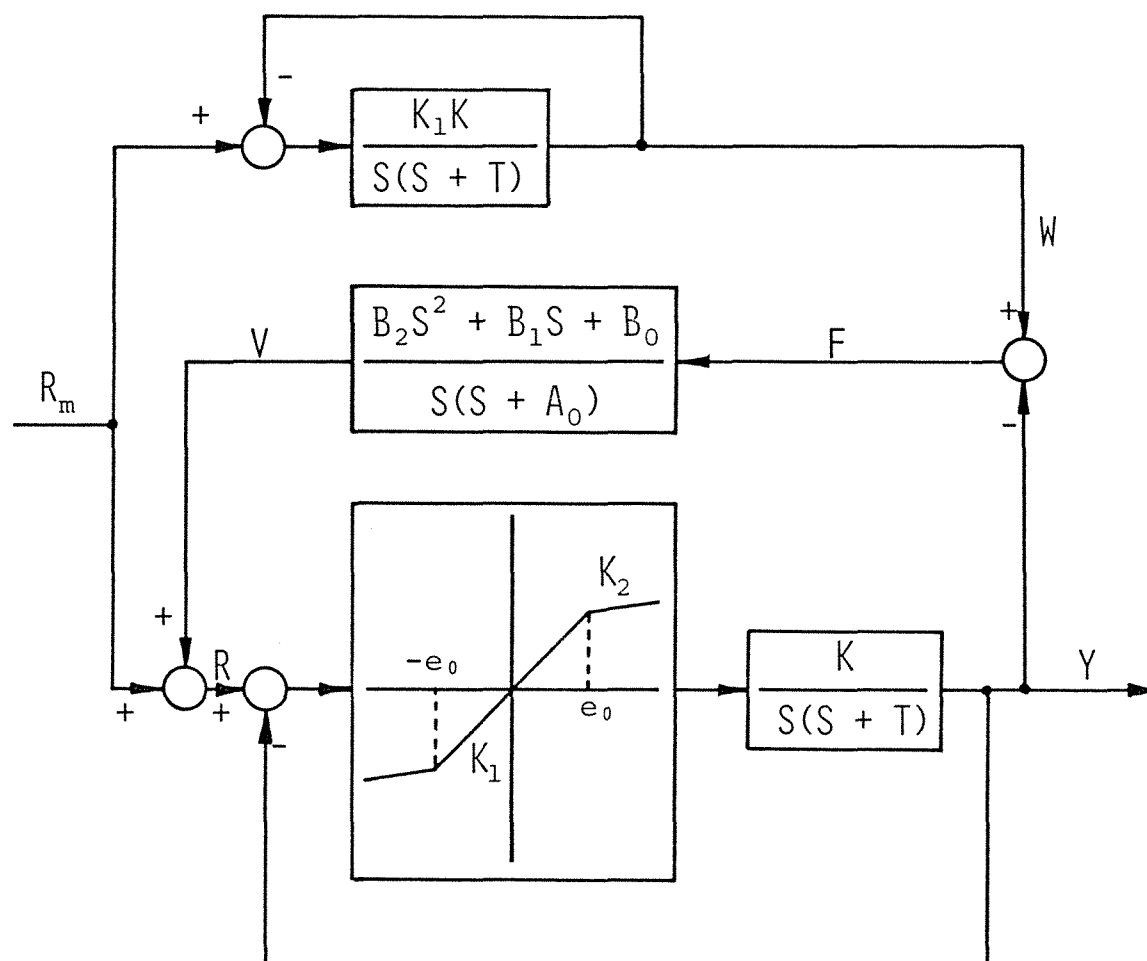 -
+
K₁K
S(S + T)
W
+
B₂S² + B₁S + B₀
S(S + A₀)
V
F
Rₘ
-
+
+
R
+
-
-e₀
K₂
e₀
K₁
K
S(S + T)
Y